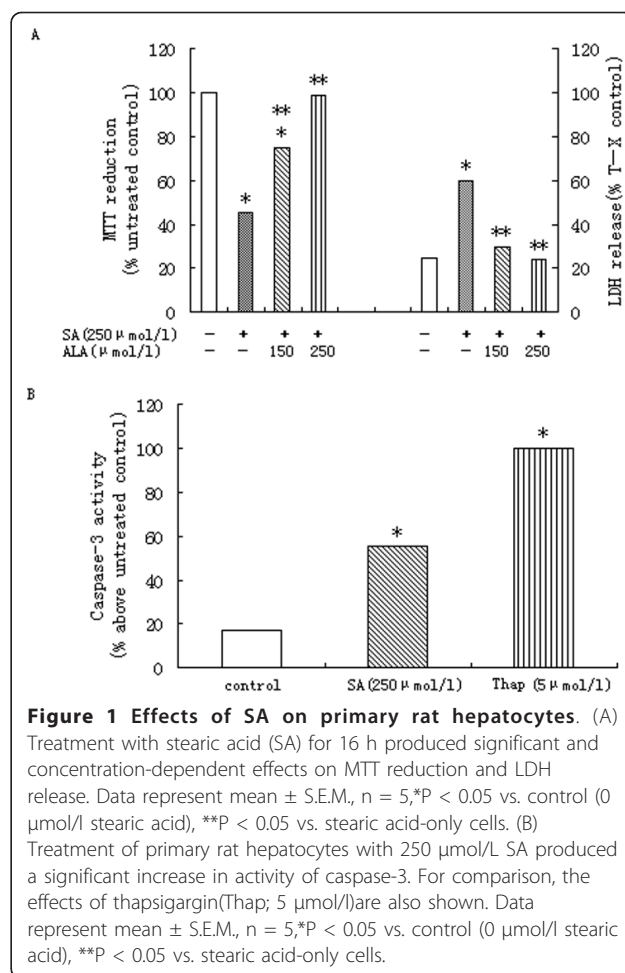 A
120
100
80
60
40
20
0
MTT reduction
(% untreated control)
*
**
*
**
*
**
**
120
100
80
60
40
20
0
LDH release(% T-X control)
SA(250 μ mol/l) − + + + − + + +
ALA(μ mol/l) − − 150 250 − − 150 250
B
120
100
80
60
40
20
0
Caspase-3 activity
(% above untreated control)
*
*
control SA(250 μ mol/l) Thap (5 μ mol/l)
Figure 1 Effects of SA on primary rat hepatocytes. (A)
Treatment with stearic acid (SA) for 16 h produced significant and
concentration-dependent effects on MTT reduction and LDH
release. Data represent mean ± S.E.M., n = 5,*P < 0.05 vs. control (0
μmol/l stearic acid), **P < 0.05 vs. stearic acid-only cells. (B)
Treatment of primary rat hepatocytes with 250 μmol/L SA produced
a significant increase in activity of caspase-3. For comparison, the
effects of thapsigargin(Thap; 5 μmol/l)are also shown. Data
represent mean ± S.E.M., n = 5,*P < 0.05 vs. control (0 μmol/l stearic
acid), **P < 0.05 vs. stearic acid-only cells.